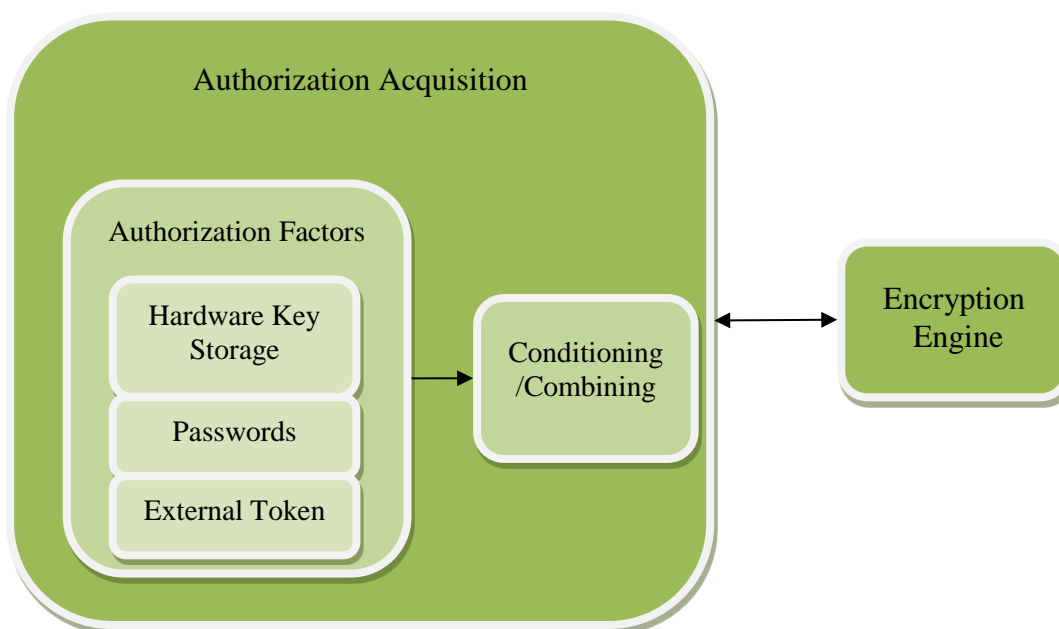 Authorization Acquisition
Authorization Factors
Hardware Key
Storage
Passwords
External Token
Conditioning
/Combining
Encryption
Engine